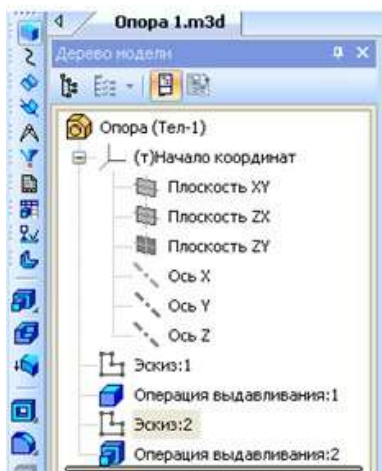 Опора 1.m3d
Дерево модели
Опора (Тел-1)
(т)Начало координат
Плоскость XY
Плоскость ZX
Плоскость ZY
Ось X
Ось Y
Ось Z
Эскиз:1
Операция выдавливания:1
Эскиз:2
Операция выдавливания:2